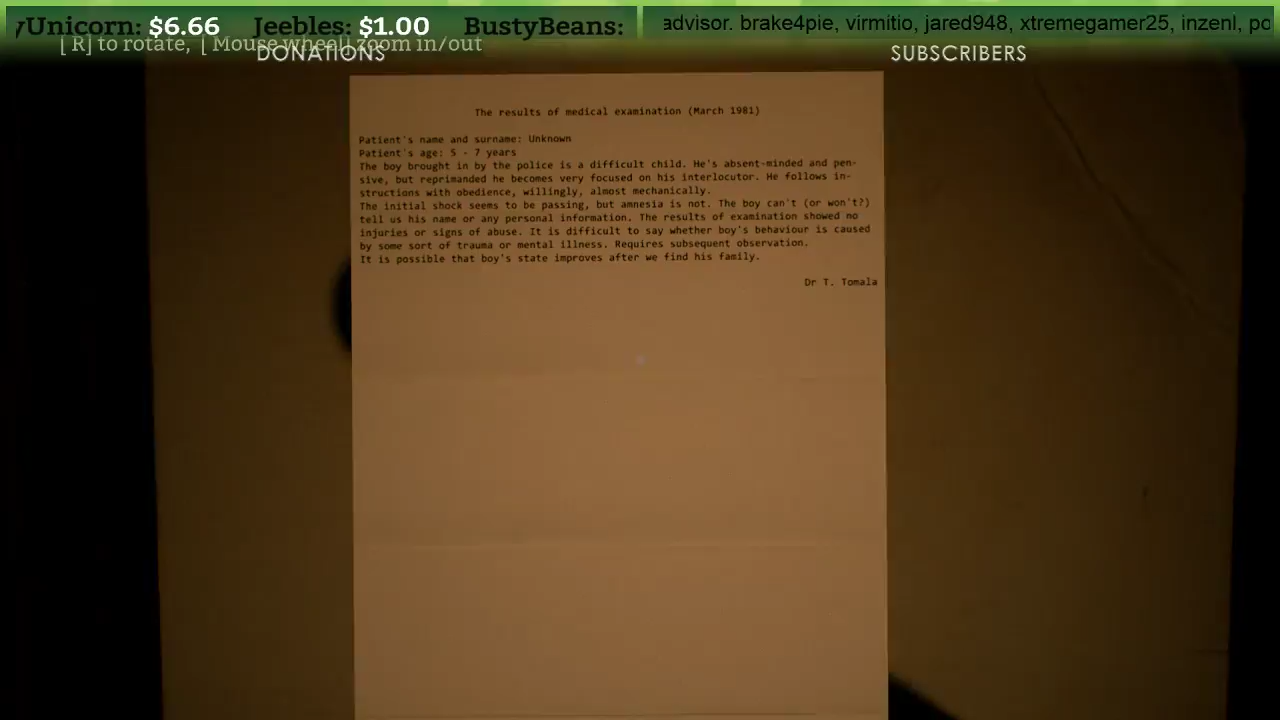 yUnicorn: $6.66 Jeebles: $1.00 BustyBeans:
advisor. brake4pie, virmitio, jared948, xtremegamer25, inzenl, po
[ R] to rotate, [ Mouse wheel] zoom in/out
DONATIONS
SUBSCRIBERS
The results of medical examination (March 1981)
Patient's name and surname: Unknown
Patient's age: 5 - 7 years
The boy brought in by the police is a difficult child. He's absent-minded and pen-
sive, but reprimanded he becomes very focused on his interlocutor. He follows in-
structions with obedience, willingly, almost mechanically.
The initial shock seems to be passing, but amnesia is not. The boy can't (or won't?)
tell us his name or any personal information. The results of examination showed no
injuries or signs of abuse. It is difficult to say whether boy's behaviour is caused
by some sort of trauma or mental illness. Requires subsequent observation.
It is possible that boy's state improves after we find his family.
Dr T. Tomala